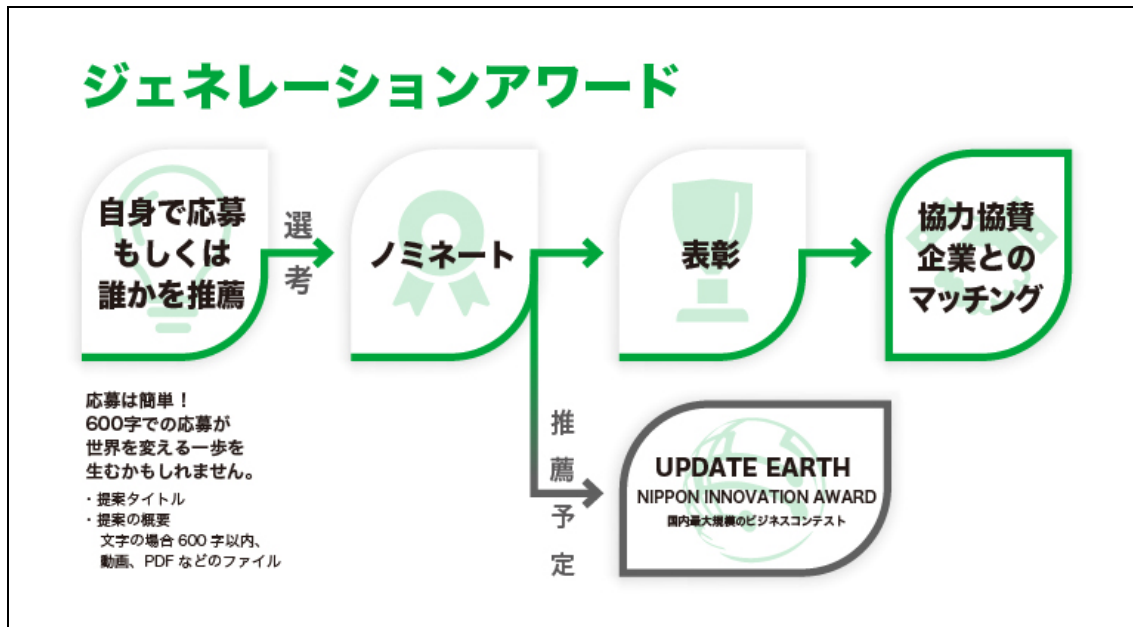 ジェネレーションアワード
自身で応募
もしくは
誰かを推薦
選考
ノミネート
表彰
協力協賛
企業との
マッチング
応募は簡単！
600字での応募が
世界を変える一歩を
生むかもしれません。
・提案タイトル
・提案の概要
文字の場合 600 字以内、
動画、PDF などのファイル
推薦予定
UPDATE EARTH
NIPPON INNOVATION AWARD
国内最大規模のビジネスコンテスト